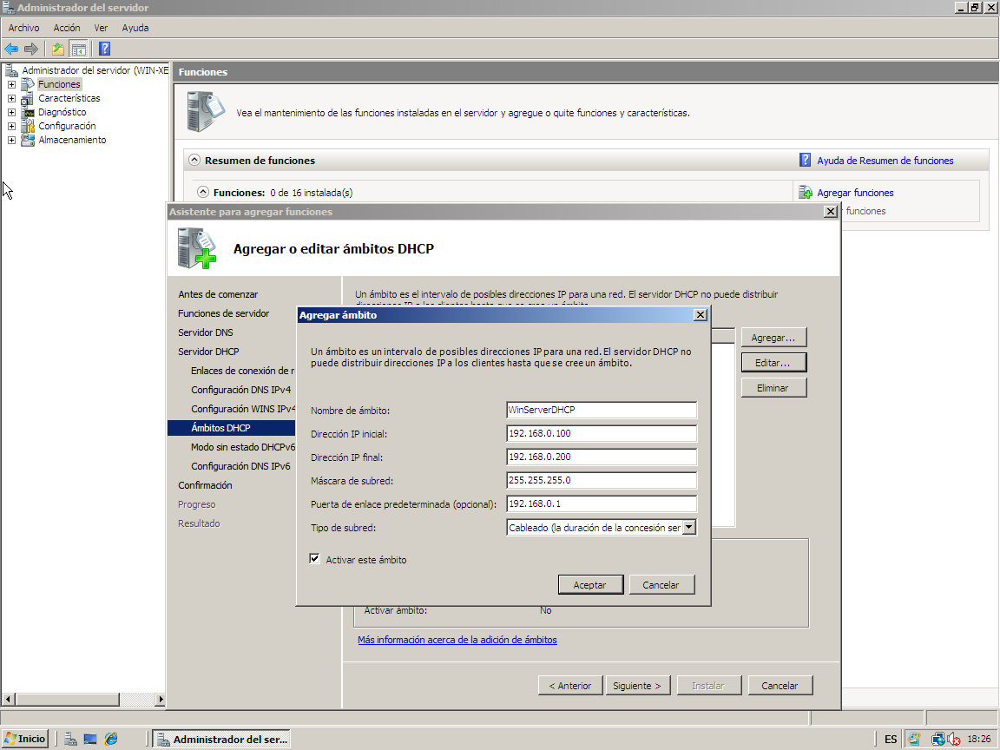 Administrador del servidor
Archivo Acción Ver Ayuda
Administrador del servidor (WIN-XE
Funciones
Características
Diagnóstico
Configuración
Almacenamiento
Funciones
Vea el mantenimiento de las funciones instaladas en el servidor y agregue o quite funciones y características.
Resumen de funciones
Ayuda de Resumen de funciones
Funciones: 0 de 16 instalada(s)
Agregar funciones
funciones
Asistente para agregar funciones
Agregar o editar ámbitos DHCP
Antes de comenzar
Funciones de servidor
Servidor DNS
Servidor DHCP
Enlaces de conexión de r
Configuración DNS IPv4
Configuración WINS IPv4
Ámbitos DHCP
Modo sin estado DHCPv6
Configuración DNS IPv6
Confirmación
Progreso
Resultado
Un ámbito es el intervalo de posibles direcciones IP para una red. El servidor DHCP no puede distribuir
Agregar...
Editar...
Eliminar
Agregar ámbito
Un ámbito es un intervalo de posibles direcciones IP para una red. El servidor DHCP no
puede distribuir direcciones IP a los clientes hasta que se cree un ámbito.
Nombre de ámbito: WinServerDHCP
Dirección IP inicial: 192.168.0.100
Dirección IP final: 192.168.0.200
Máscara de subred: 255.255.255.0
Puerta de enlace predeterminada (opcional): 192.168.0.1
Tipo de subred: Cableado (la duración de la concesión ser
Activar este ámbito
Aceptar Cancelar
Activar ámbito: No
Más información acerca de la adición de ámbitos
< Anterior Siguiente > Instalar Cancelar
Inicio Administrador del ser... ES 18:26